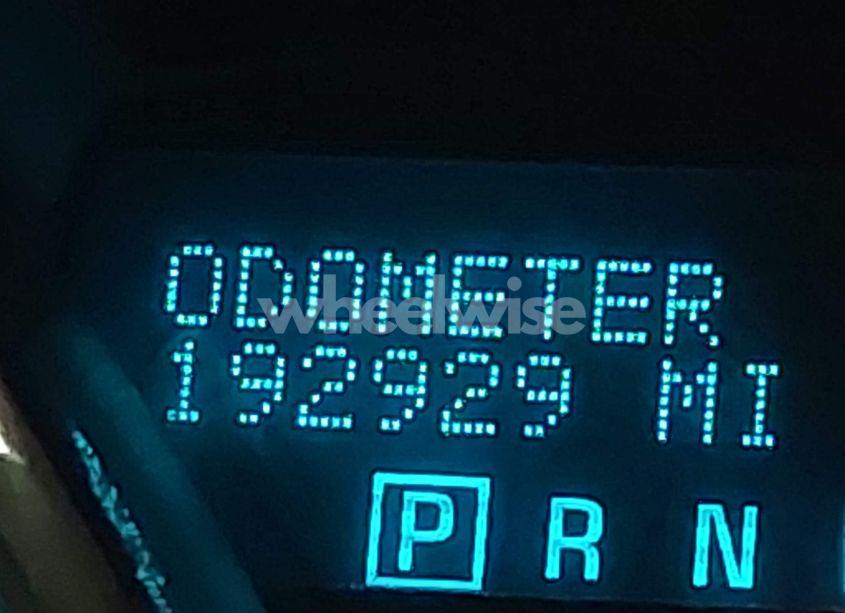 ODOMETER
wheelwise
192929 MI
P R N